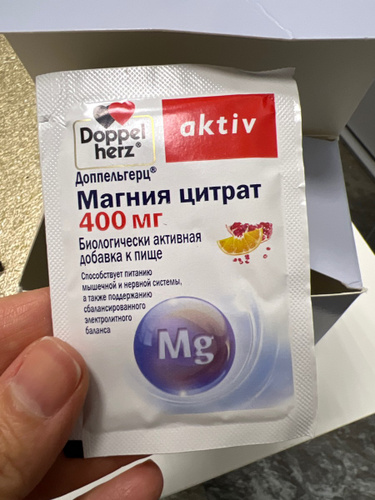 Doppel
herz®
aktiv
Доппельгерц®
Магния цитрат
400 мг
Биологически активная
добавка к пище
Способствует питанию
мышечной и нервной системы,
а также поддержанию
сбалансированного
электролитного
баланса
Mg